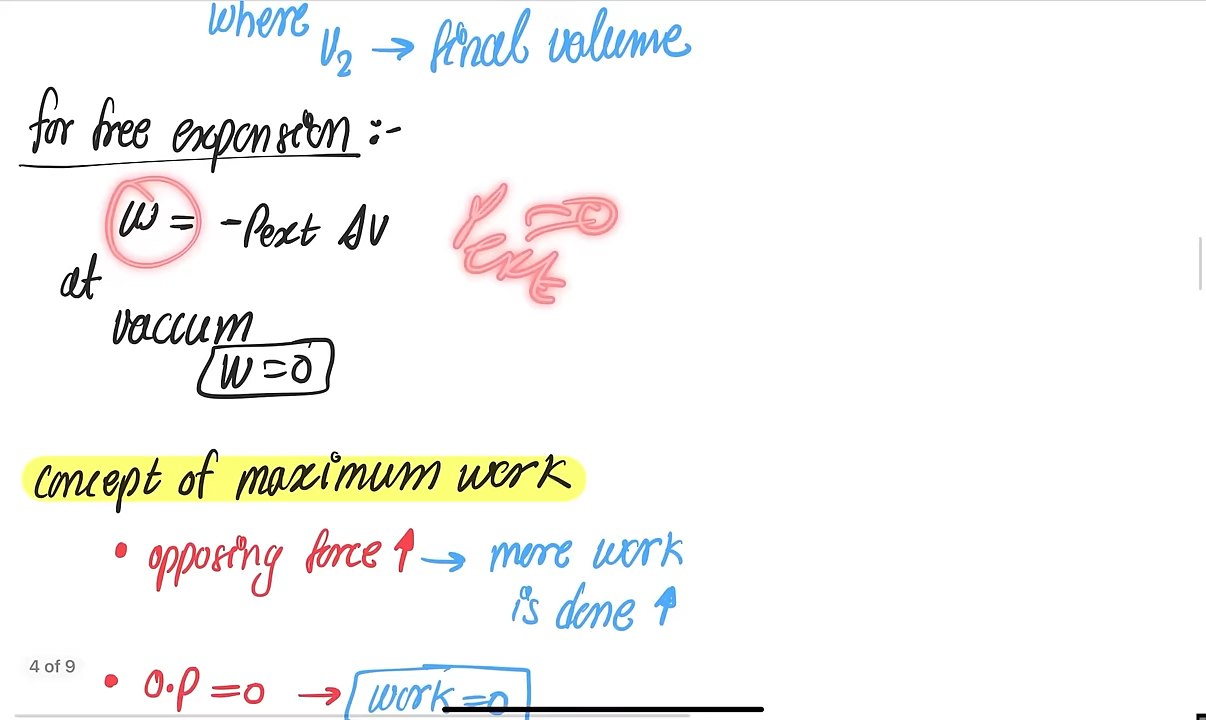 where V₂ → final volume
for free expansion :-
W = -Pext ΔV
Pext = 0
at
vaccum
W = 0
concept of maximum work
• opposing force ↑ → more work
is done ↑
4 of 9
• O.P = 0 → work = 0